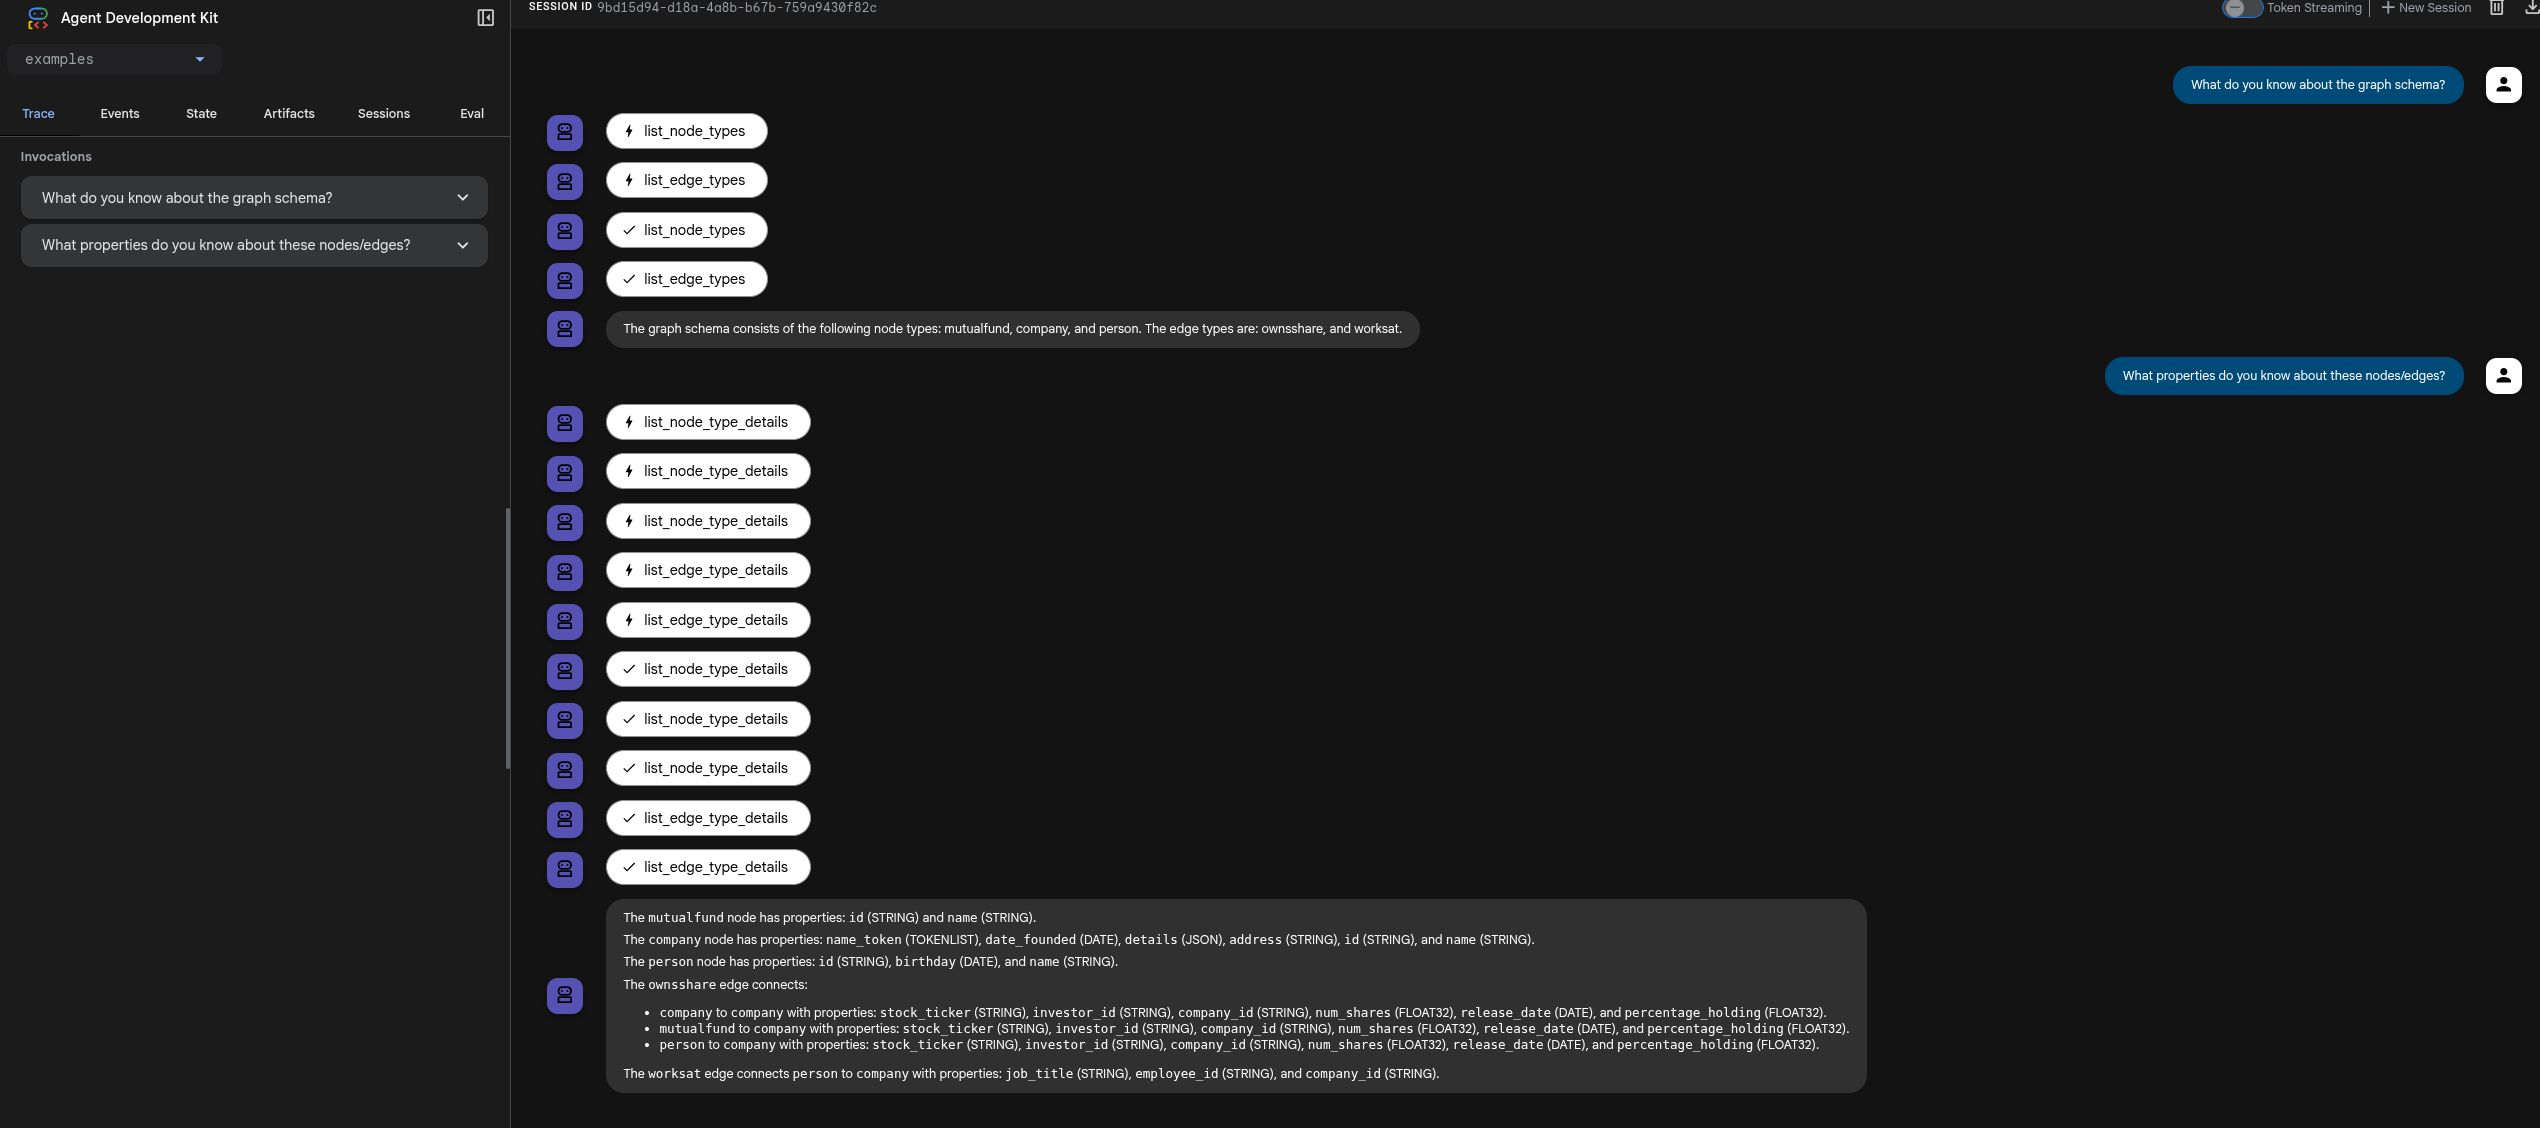 Agent Development Kit
examples
Trace Events State Artifacts Sessions Eval
Invocations
What do you know about the graph schema?
What properties do you know about these nodes/edges?
SESSION ID 9bd15d94-d18a-4a8b-b67b-759a9430f82c
Token Streaming
New Session
What do you know about the graph schema?
list_node_types
list_edge_types
list_node_types
list_edge_types
The graph schema consists of the following node types: mutualfund, company, and person. The edge types are: ownsshare, and worksat.
What properties do you know about these nodes/edges?
list_node_type_details
list_node_type_details
list_node_type_details
list_edge_type_details
list_edge_type_details
list_node_type_details
list_node_type_details
list_node_type_details
list_edge_type_details
list_edge_type_details
The mutualfund node has properties: id (STRING) and name (STRING).
The company node has properties: name_token (TOKENLIST), date_founded (DATE), details (JSON), address (STRING), id (STRING), and name (STRING).
The person node has properties: id (STRING), birthday (DATE), and name (STRING).
The ownsshare edge connects:
• company to company with properties: stock_ticker (STRING), investor_id (STRING), company_id (STRING), num_shares (FLOAT32), release_date (DATE), and percentage_holding (FLOAT32).
• mutualfund to company with properties: stock_ticker (STRING), investor_id (STRING), company_id (STRING), num_shares (FLOAT32), release_date (DATE), and percentage_holding (FLOAT32).
• person to company with properties: stock_ticker (STRING), investor_id (STRING), company_id (STRING), num_shares (FLOAT32), release_date (DATE), and percentage_holding (FLOAT32).
The worksat edge connects person to company with properties: job_title (STRING), employee_id (STRING), and company_id (STRING).